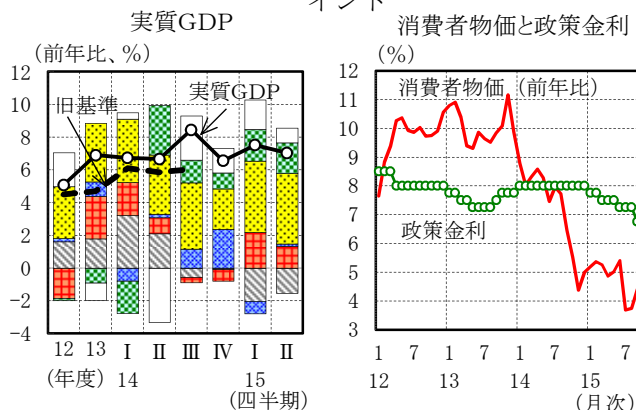 インド
実質GDP
消費者物価と政策金利
（前年比、%）
（%）
12
10
8
6
4
2
0
−2
−4
旧基準
実質GDP
12 13 Ⅰ Ⅱ Ⅲ Ⅳ Ⅰ Ⅱ
（年度） 14 15
（四半期）
12
11
10
9
8
7
6
5
4
3
消費者物価（前年比）
政策金利
1 7 1 7 1 7 1 7
12 13 14 15
（月次）